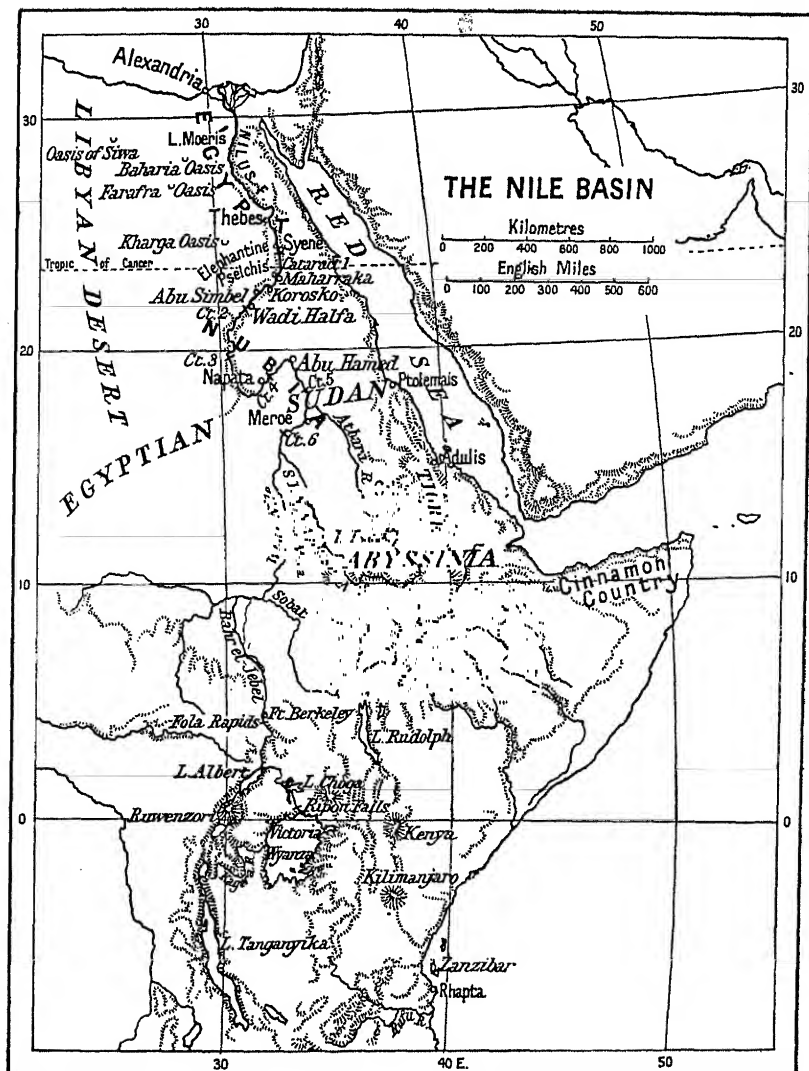 30
40
50
Alexandria
30
30
LIBYAN DESERT
EGYPT
L. Moeris
NILUS F.
Oasis of Siwa
Baharia Oasis
Farafra Oasis
RED SEA
THE NILE BASIN
Kilometres
0 200 400 600 800 1000
English Miles
0 100 200 300 400 500 600
Thebes
Kharga Oasis
Syene
Tropic of Cancer
Elephantine
Cataract 1
Pselchis
Maharraka
Korosko
Abu Simbel
Ct. 2
Wadi Halfa
NUBIA
20
20
Ct. 3
Abu Hamed
Napata
Ct. 4
Ct. 5
SUDAN
Ptolemais
Meroe
Ct. 6
Atbara R.
EGYPTIAN
Adulis
TIGRE
ABYSSINIA
10
10
Cinnamon
Country
Sobat
Bahr el-Jebel
Fola Rapids
Ft. Berkeley
L. Rudolph
L. Albert
L. Choga
Ripon Falls
0
0
Ruwenzori
Victoria
Nyanza
Kenya
Kilimanjaro
L. Tanganyika
Zanzibar
Rhapta
30
40 E.
50